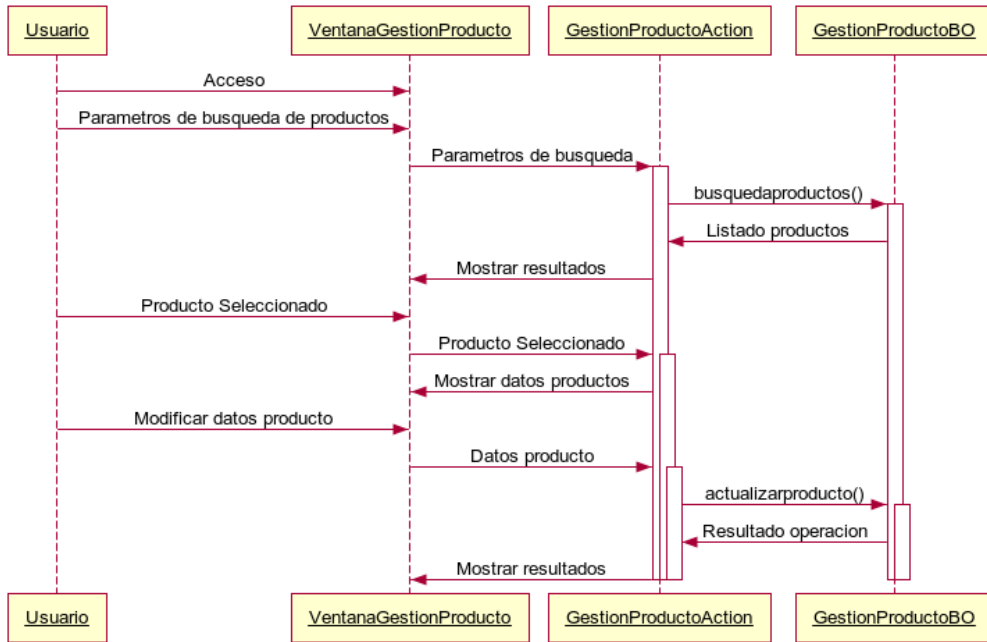 Usuario
VentanaGestionProducto
GestionProductoAction
GestionProductoBO
Acceso
Parametros de busqueda de productos
Parametros de busqueda
busquedaproductos()
Listado productos
Mostrar resultados
Producto Seleccionado
Producto Seleccionado
Mostrar datos productos
Modificar datos producto
Datos producto
actualizarproducto()
Resultado operacion
Mostrar resultados
Usuario
VentanaGestionProducto
GestionProductoAction
GestionProductoBO